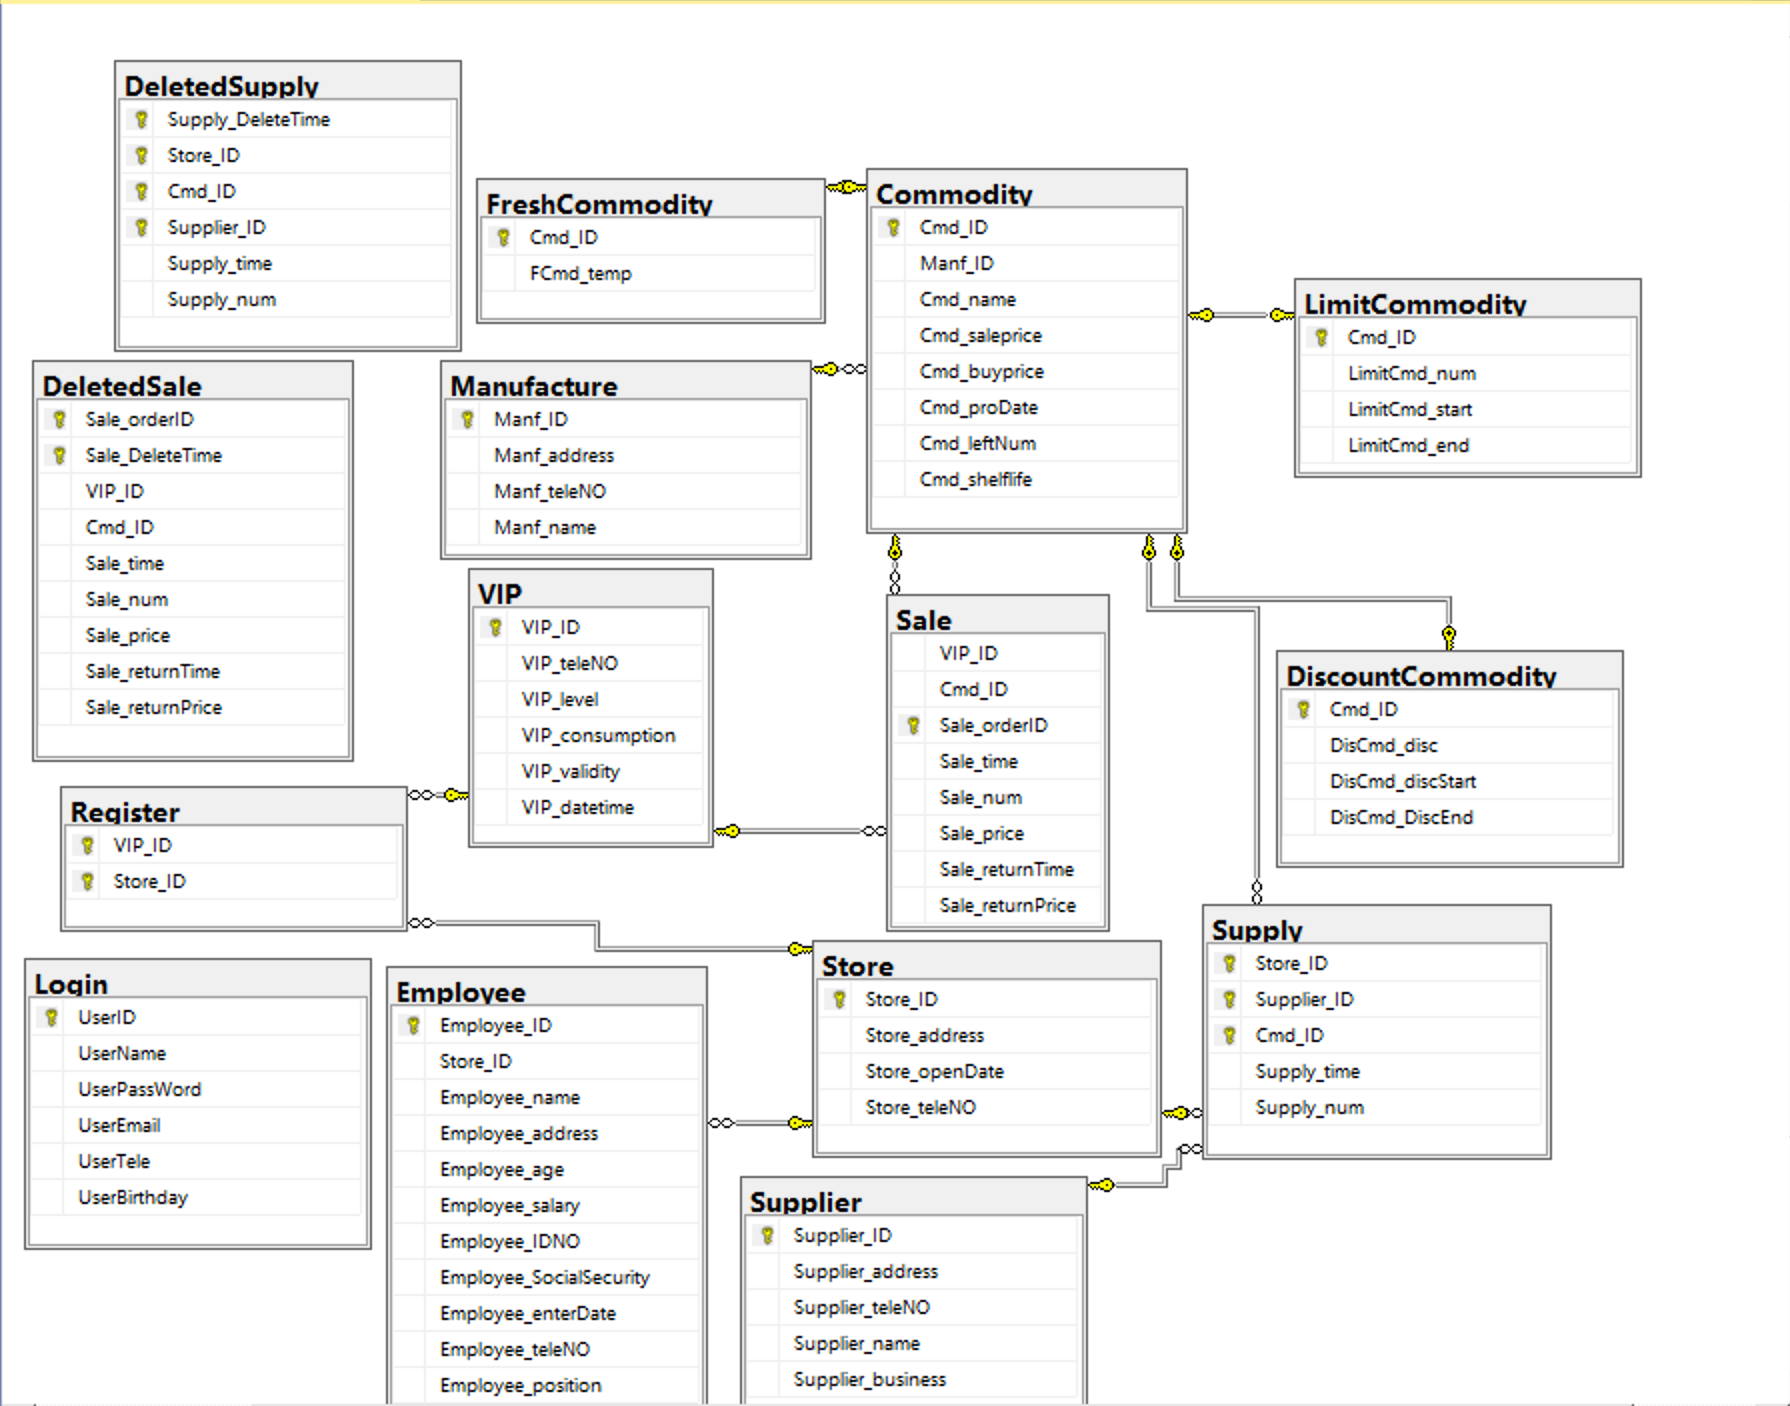 DeletedSupply
Supply_DeleteTime
Store_ID
Cmd_ID
Supplier_ID
Supply_time
Supply_num
FreshCommodity
Cmd_ID
FCmd_temp
Commodity
Cmd_ID
Manf_ID
Cmd_name
Cmd_saleprice
Cmd_buyprice
Cmd_proDate
Cmd_leftNum
Cmd_shelflife
LimitCommodity
Cmd_ID
LimitCmd_num
LimitCmd_start
LimitCmd_end
DeletedSale
Sale_orderID
Sale_DeleteTime
VIP_ID
Cmd_ID
Sale_time
Sale_num
Sale_price
Sale_returnTime
Sale_returnPrice
Manufacture
Manf_ID
Manf_address
Manf_teleNO
Manf_name
VIP
VIP_ID
VIP_teleNO
VIP_level
VIP_consumption
VIP_validity
VIP_datetime
Sale
VIP_ID
Cmd_ID
Sale_orderID
Sale_time
Sale_num
Sale_price
Sale_returnTime
Sale_returnPrice
DiscountCommodity
Cmd_ID
DisCmd_disc
DisCmd_discStart
DisCmd_DiscEnd
Register
VIP_ID
Store_ID
Supply
Store_ID
Supplier_ID
Cmd_ID
Supply_time
Supply_num
Store
Store_ID
Store_address
Store_openDate
Store_teleNO
Login
UserID
UserName
UserPassWord
UserEmail
UserTele
UserBirthday
Employee
Employee_ID
Store_ID
Employee_name
Employee_address
Employee_age
Employee_salary
Employee_IDNO
Employee_SocialSecurity
Employee_enterDate
Employee_teleNO
Employee_position
Supplier
Supplier_ID
Supplier_address
Supplier_teleNO
Supplier_name
Supplier_business